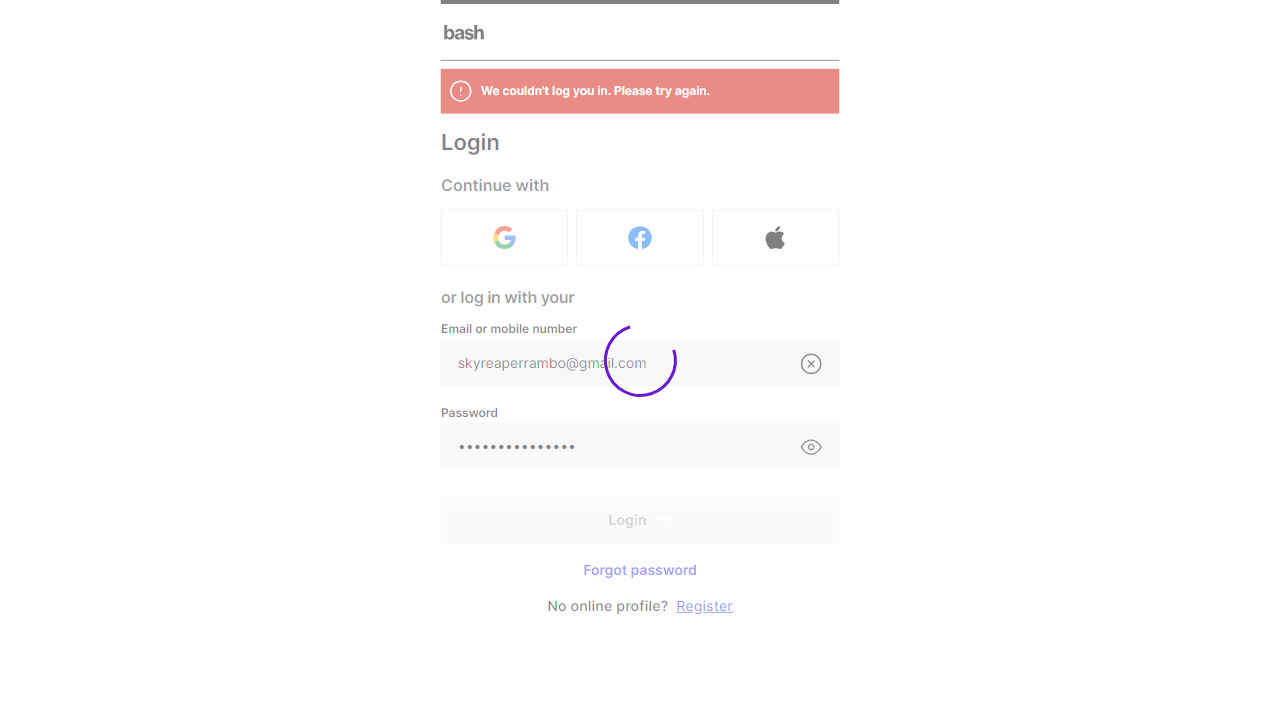 bash
We couldn't log you in. Please try again.
Login
Continue with
or log in with your
Email or mobile number
skyreaperrambo@gmail.com
Password
•••••••••••••••
Login
Forgot password
No online profile? Register